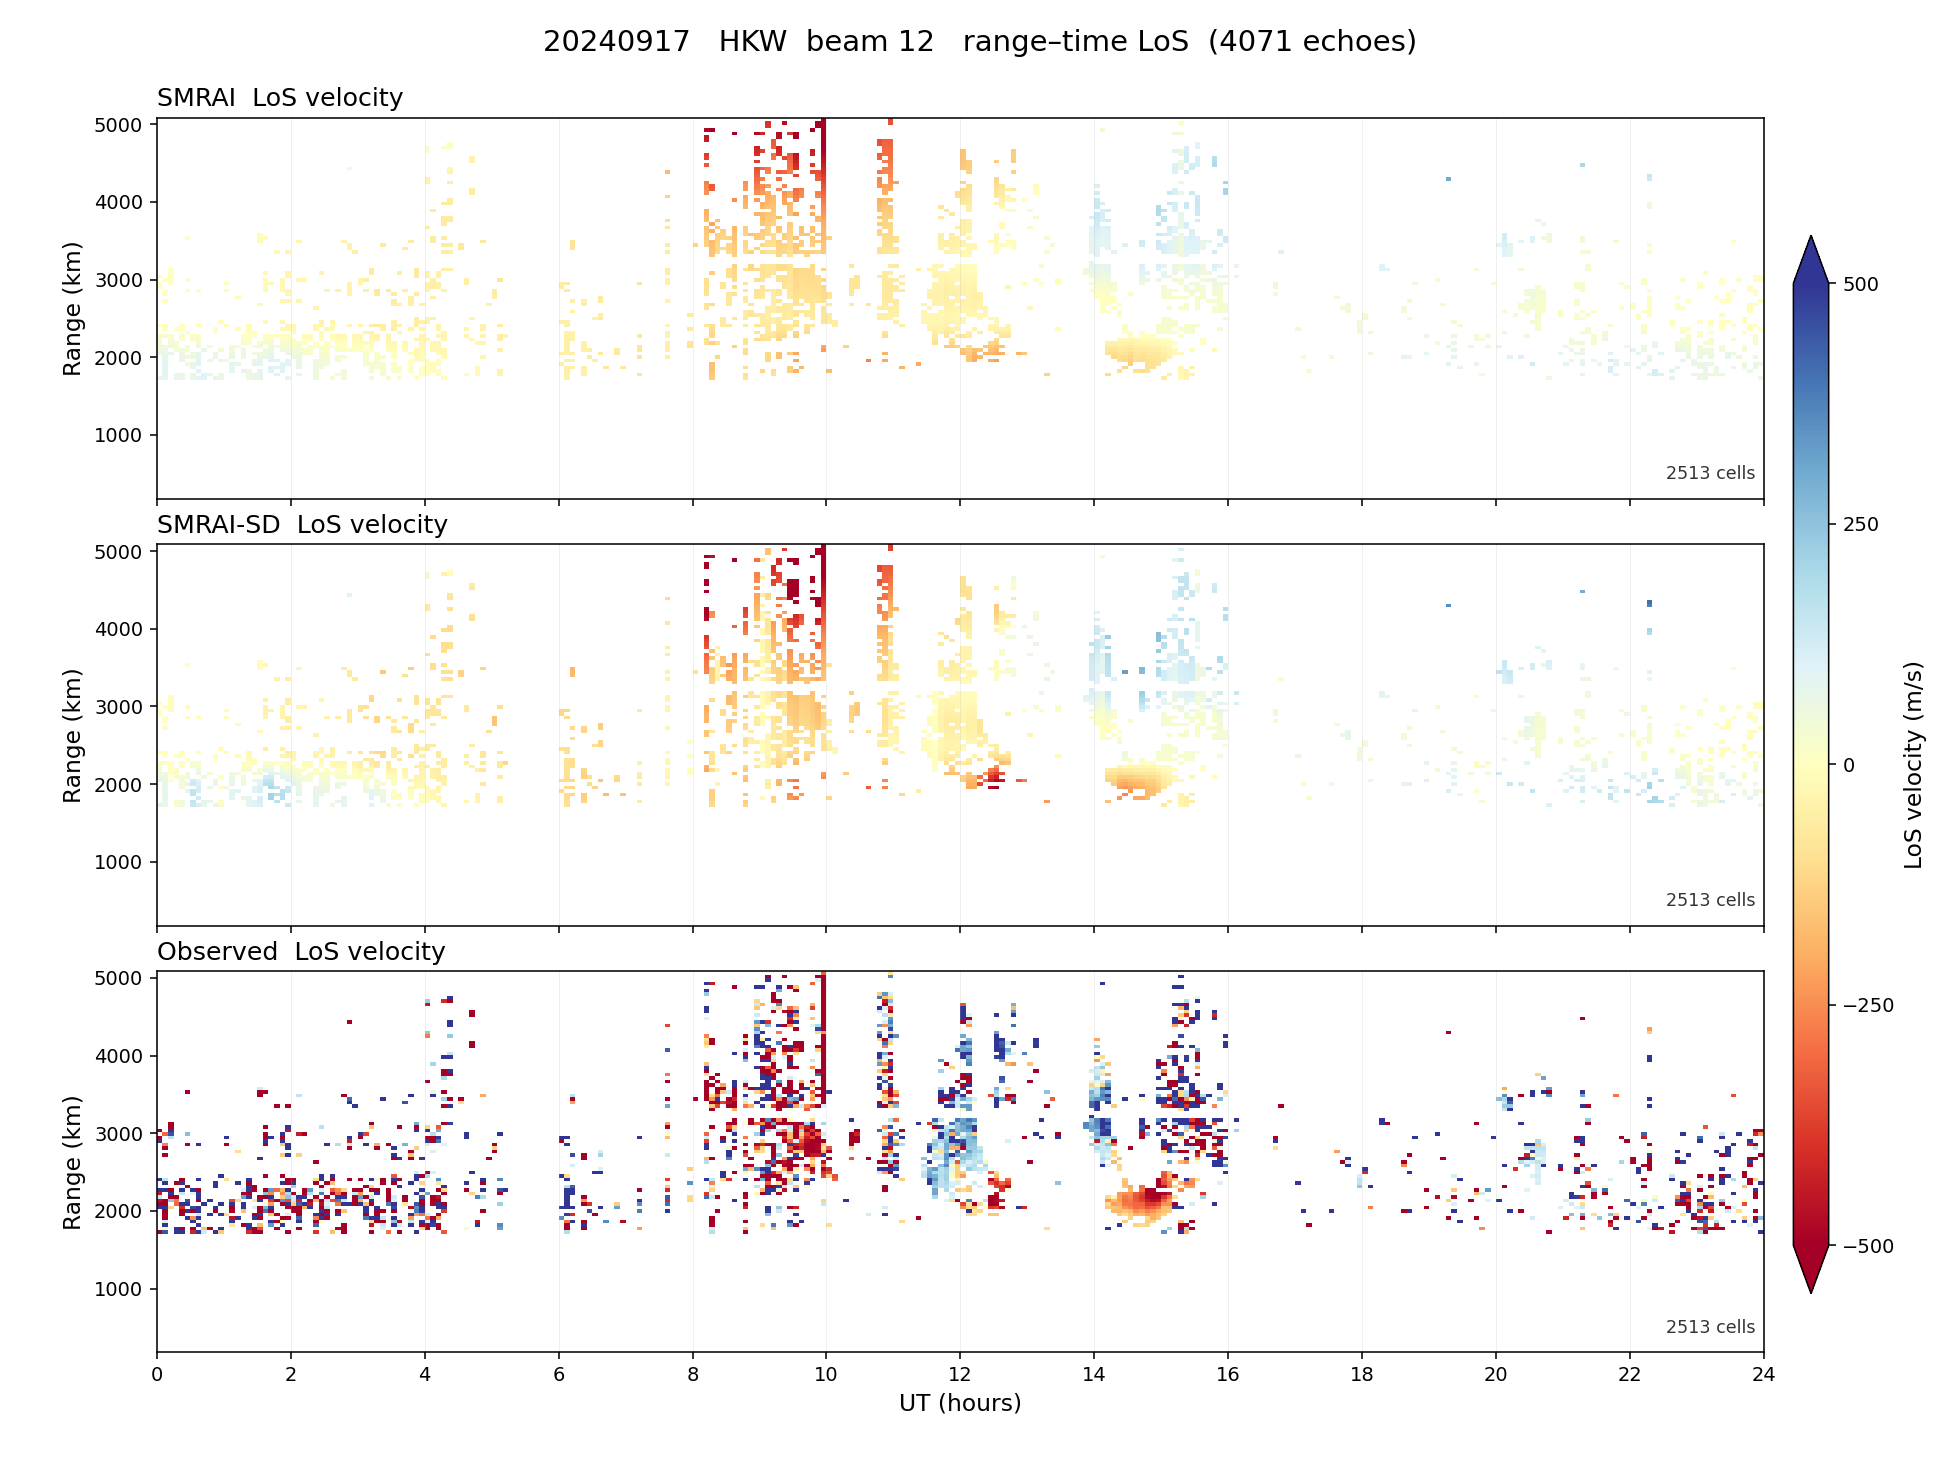 20240917   HKW  beam 12   range–time LoS  (4071 echoes)
SMRAI  LoS velocity
5000
4000
3000
2000
1000
Range (km)
2513 cells
SMRAI-SD  LoS velocity
5000
4000
3000
2000
1000
Range (km)
2513 cells
Observed  LoS velocity
5000
4000
3000
2000
1000
Range (km)
2513 cells
0 2 4 6 8 10 12 14 16 18 20 22 24
UT (hours)
500
250
0
−250
−500
LoS velocity (m/s)